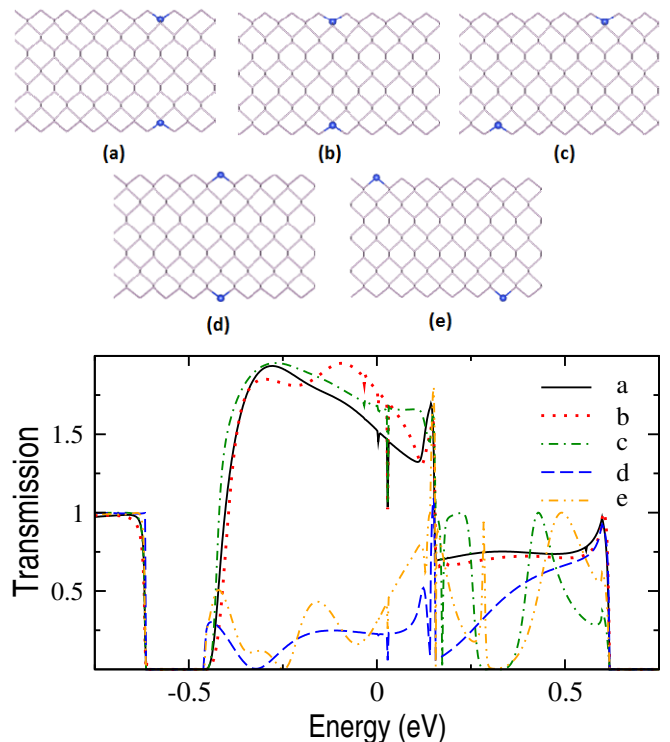 (a) (b) (c)
(d) (e)
Transmission
1.5
1
0.5
a
b
c
d
e
-0.5 0 0.5
Energy (eV)